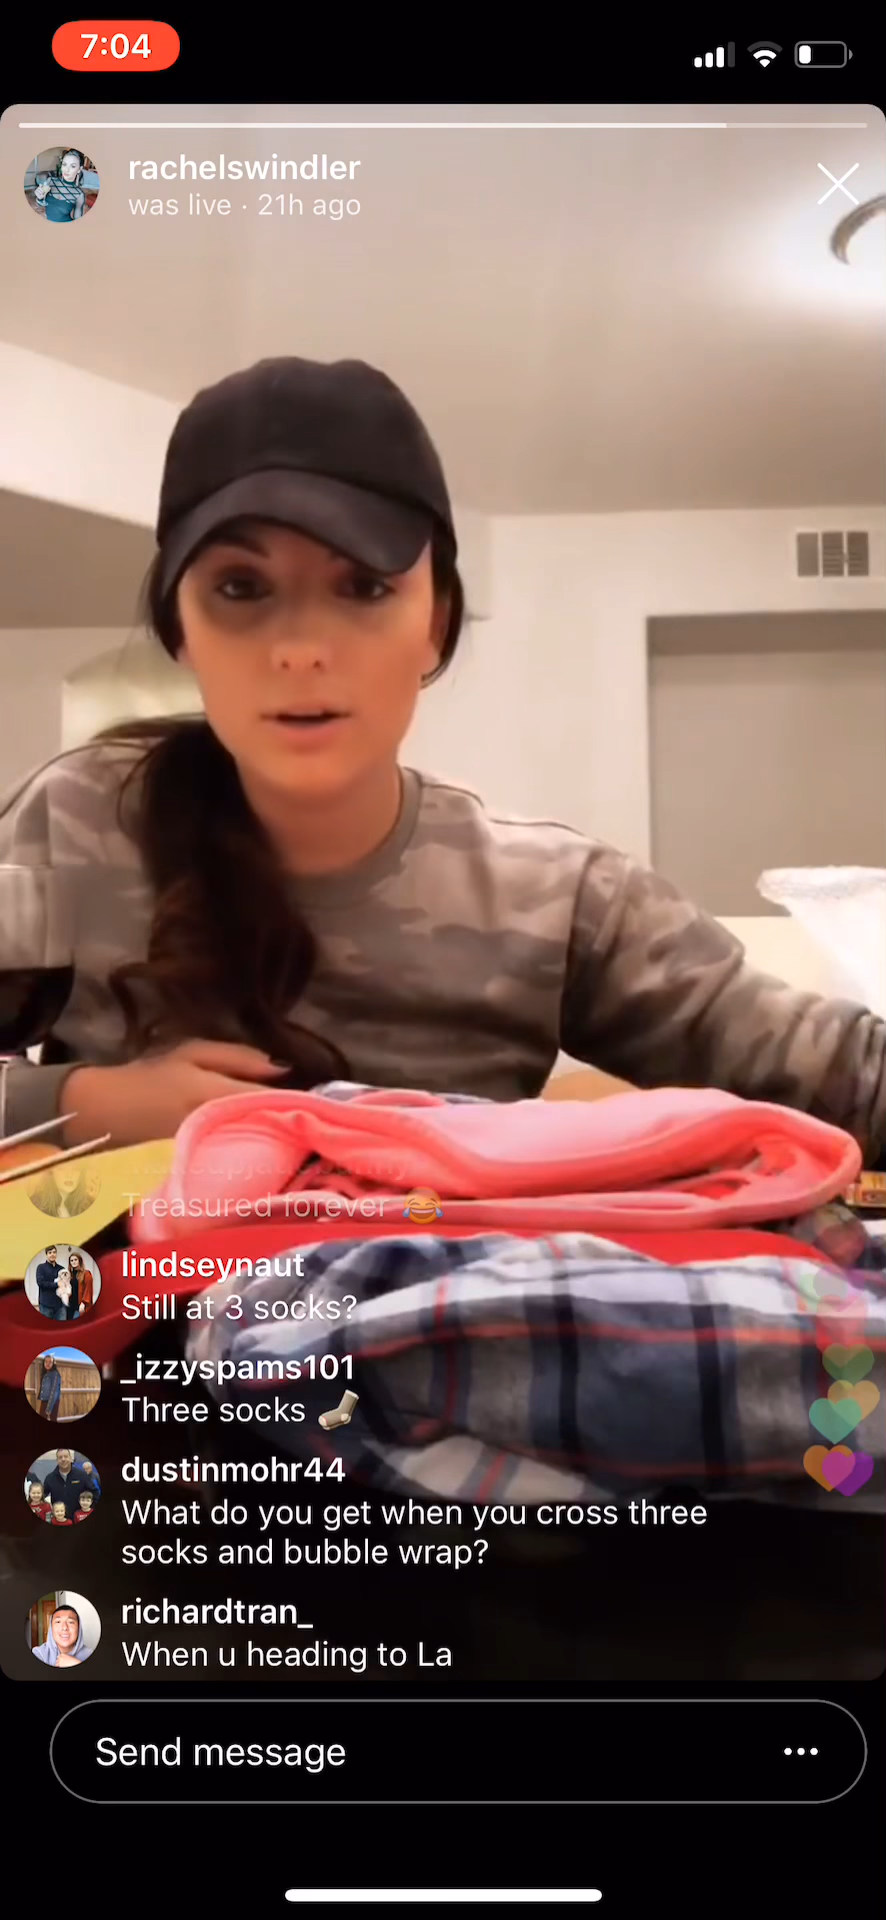 7:04
rachelswindler
was live · 21h ago
Treasured forever 😂
lindseynaut
Still at 3 socks?
_izzyspams101
Three socks 🧦
dustinmohr44
What do you get when you cross three
socks and bubble wrap?
richardtran_
When u heading to La
Send message